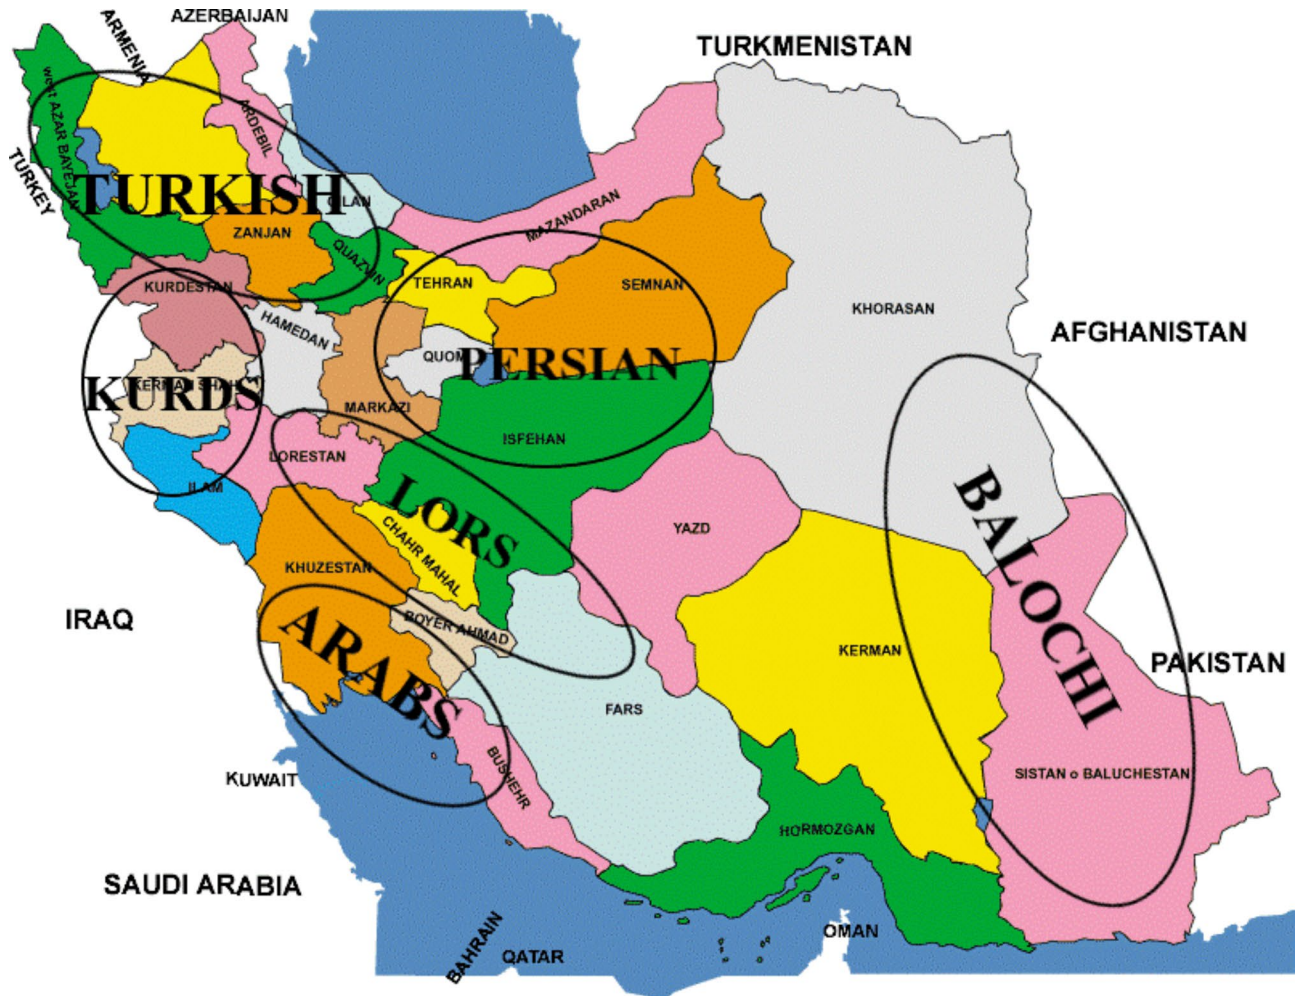 AZERBAIJAN
ARMENIA
TURKMENISTAN
west AZAR BAYEJAN
ARDEBIL
TURKEY
TURKISH
GILAN
ZANJAN
QUAZVIN
MAZANDARAN
KURDESTAN
TEHRAN
SEMNAN
KHORASAN
HAMEDAN
AFGHANISTAN
QUOM
PERSIAN
KERMAN SHAH
KURDS
MARKAZI
ISFEHAN
LORESTAN
ILAM
LORS
BALOCHI
CHAHR MAHAL
YAZD
KHUZESTAN
IRAQ
ARABS
BOYER AHMAD
KERMAN
PAKISTAN
FARS
KUWAIT
BUSHEHR
SISTAN o BALUCHESTAN
HORMOZGAN
SAUDI ARABIA
BAHRAIN
QATAR
OMAN